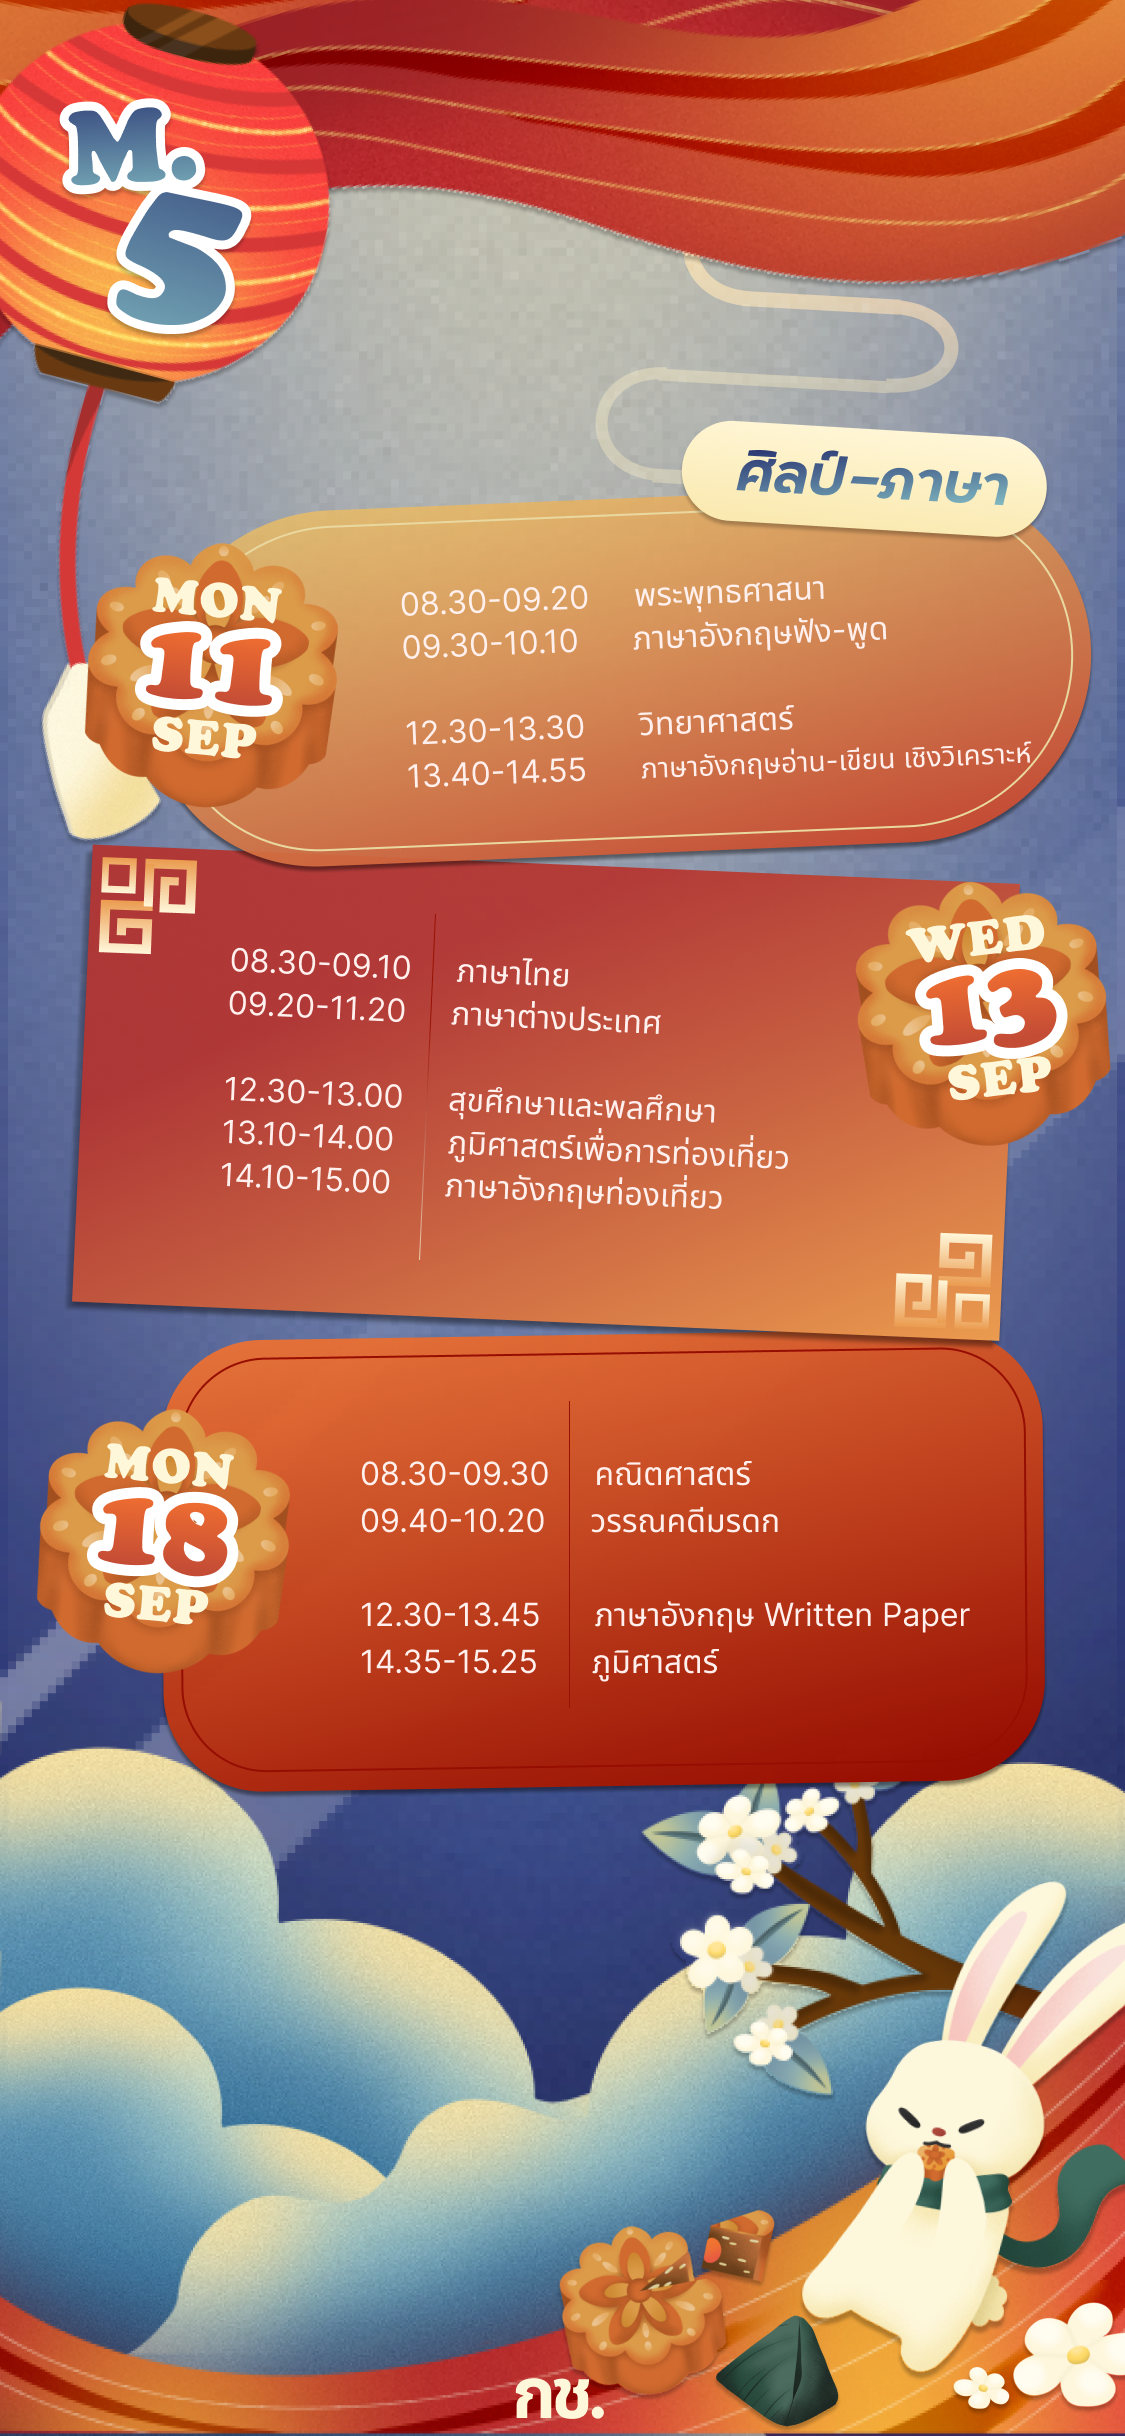 M.
5
ศิลป์-ภาษา
MON
11
SEP
08.30-09.20 พระพุทธศาสนา
09.30-10.10 ภาษาอังกฤษฟัง-พูด
12.30-13.30 วิทยาศาสตร์
13.40-14.55 ภาษาอังกฤษอ่าน-เขียน เชิงวิเคราะห์
WED
13
SEP
08.30-09.10 ภาษาไทย
09.20-11.20 ภาษาต่างประเทศ
12.30-13.00 สุขศึกษาและพลศึกษา
13.10-14.00 ภูมิศาสตร์เพื่อการท่องเที่ยว
14.10-15.00 ภาษาอังกฤษท่องเที่ยว
MON
18
SEP
08.30-09.30 คณิตศาสตร์
09.40-10.20 วรรณคดีมรดก
12.30-13.45 ภาษาอังกฤษ Written Paper
14.35-15.25 ภูมิศาสตร์
กช.